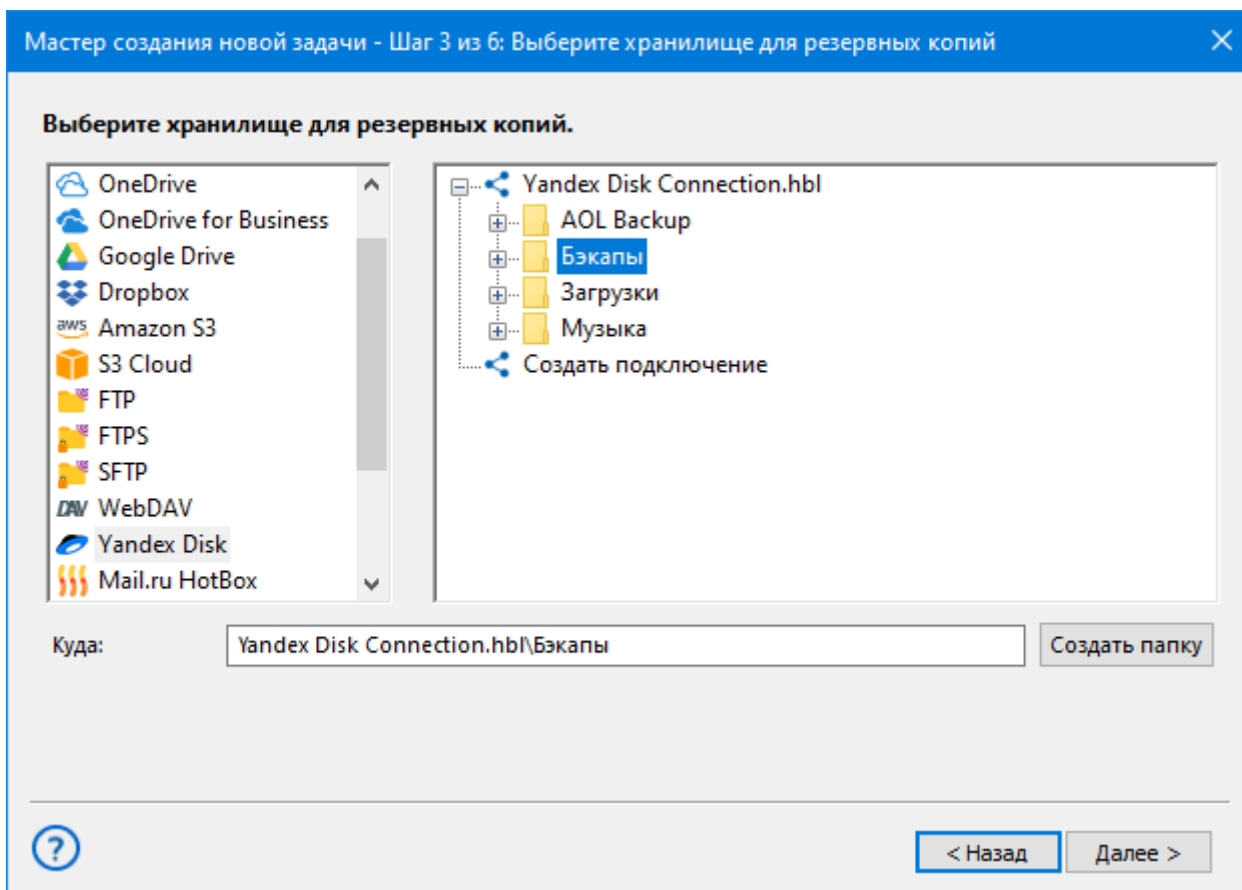 Мастер создания новой задачи - Шаг 3 из 6: Выберите хранилище для резервных копий
Выберите хранилище для резервных копий.
OneDrive
OneDrive for Business
Google Drive
Dropbox
aws Amazon S3
S3 Cloud
FTP
FTPS
SFTP
DAV WebDAV
Yandex Disk
Mail.ru HotBox
Yandex Disk Connection.hbl
AOL Backup
Бэкапы
Загрузки
Музыка
Создать подключение
Куда:
Yandex Disk Connection.hbl\Бэкапы
Создать папку
?
< Назад
Далее >